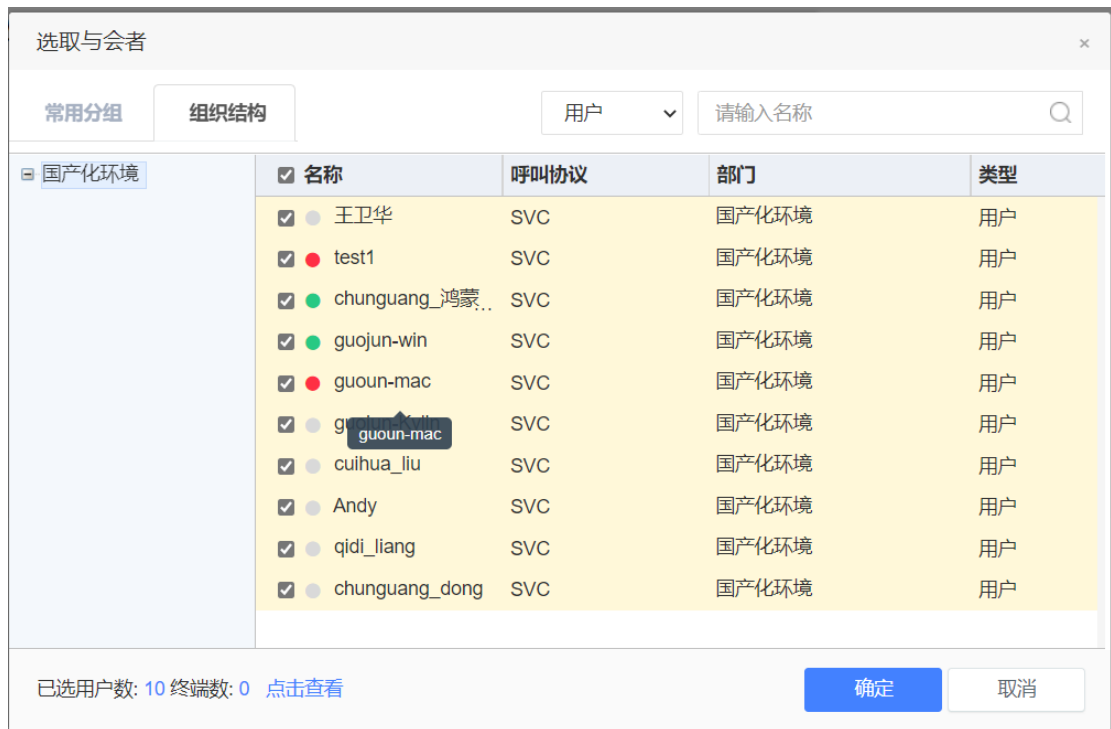 选取与会者 ×
常用分组 组织结构 用户 请输入名称
国产化环境 名称 呼叫协议 部门 类型
王卫华 SVC 国产化环境 用户
test1 SVC 国产化环境 用户
chunguang_鸿蒙... SVC 国产化环境 用户
guojun-win SVC 国产化环境 用户
guoun-mac SVC 国产化环境 用户
SVC 国产化环境 用户
guoun-mac
cuihua_liu SVC 国产化环境 用户
Andy SVC 国产化环境 用户
qidi_liang SVC 国产化环境 用户
chunguang_dong SVC 国产化环境 用户
已选用户数: 10 终端数: 0 点击查看 确定 取消